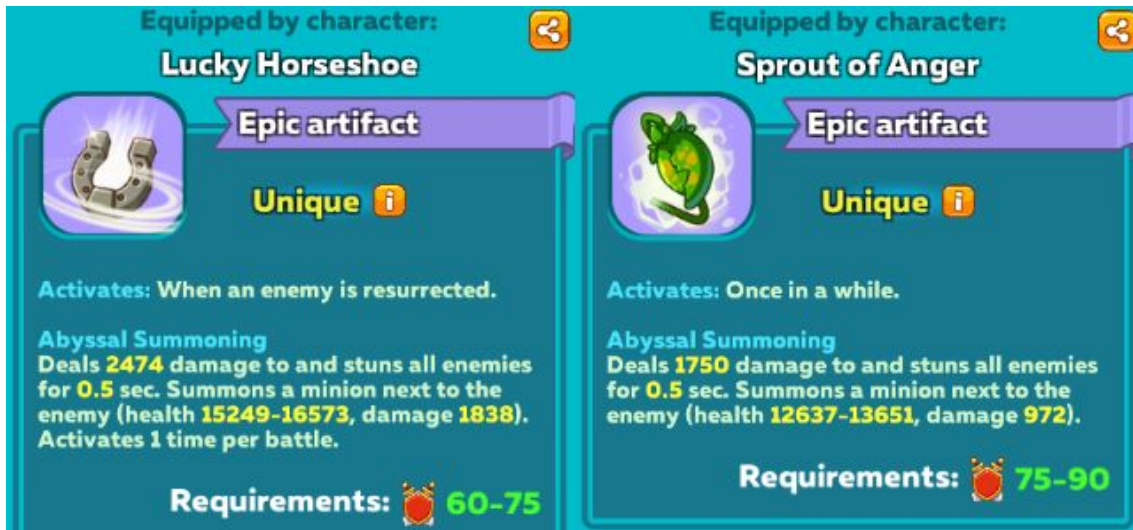 Equipped by character:
Lucky Horseshoe
Epic artifact
Unique i
Activates: When an enemy is resurrected.
Abyssal Summoning
Deals 2474 damage to and stuns all enemies
for 0.5 sec. Summons a minion next to the
enemy (health 15249-16573, damage 1838).
Activates 1 time per battle.
Requirements: 60-75
Equipped by character:
Sprout of Anger
Epic artifact
Unique i
Activates: Once in a while.
Abyssal Summoning
Deals 1750 damage to and stuns all enemies
for 0.5 sec. Summons a minion next to the
enemy (health 12637-13651, damage 972).
Requirements: 75-90